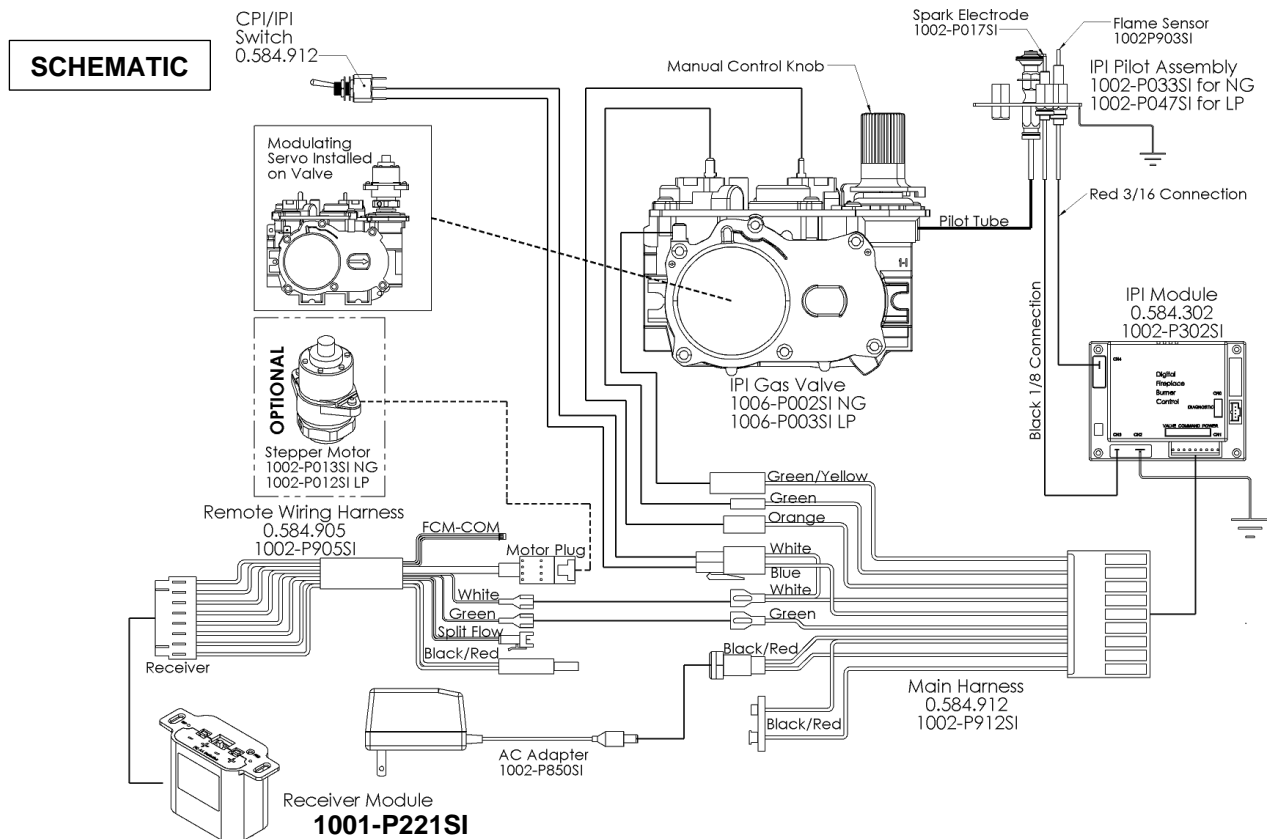 SCHEMATIC
CPI/IPI
Switch
0.584.912
Modulating
Servo Installed
on Valve
Manual Control Knob
Spark Electrode
1002-P017SI
Flame Sensor
1002P903SI
IPI Pilot Assembly
1002-P033SI for NG
1002-P047SI for LP
Red 3/16 Connection
Pilot Tube
Black 1/8 Connection
IPI Module
0.584.302
1002-P302SI
Digital
Fireplace
Burner
Control
DIAGNOSTIC
VALVE COMMAND POWER
IPI Gas Valve
1006-P002SI NG
1006-P003SI LP
OPTIONAL
Stepper Motor
1002-P013SI NG
1002-P012SI LP
Remote Wiring Harness
0.584.905
1002-P905SI
FCM-COM
Motor Plug
White
Green
Split Flow
Black/Red
Receiver
Green/Yellow
Green
Orange
White
Blue
White
Green
Black/Red
Black/Red
Main Harness
0.584.912
1002-P912SI
AC Adapter
1002-P850SI
Receiver Module
1001-P221SI